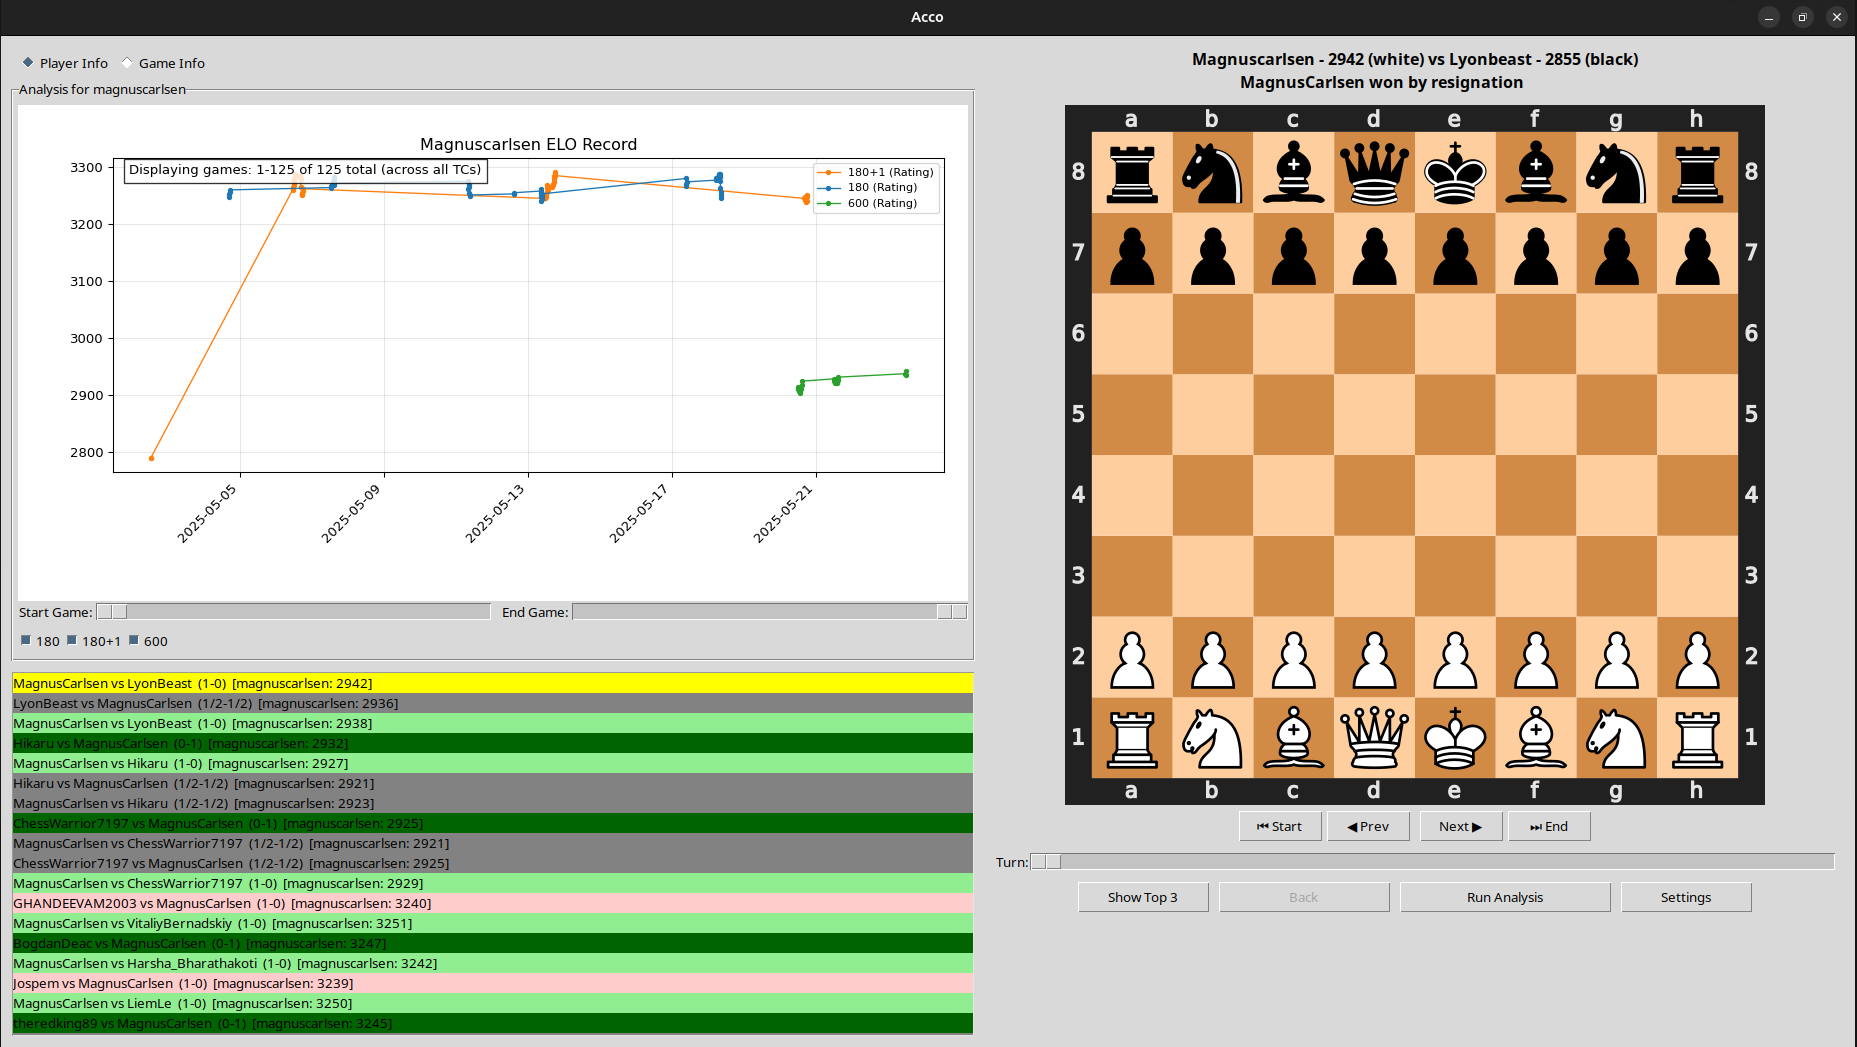 Acco
Player Info Game Info
Analysis for magnuscarlsen
Magnuscarlsen ELO Record
Displaying games: 1-125 of 125 total (across all TCs)
180+1 (Rating)
180 (Rating)
600 (Rating)
3300
3200
3100
3000
2900
2800
2025-05-05
2025-05-09
2025-05-13
2025-05-17
2025-05-21
Start Game: End Game:
180 180+1 600
MagnusCarlsen vs LyonBeast (1-0) [magnuscarlsen: 2942]
LyonBeast vs MagnusCarlsen (1/2-1/2) [magnuscarlsen: 2936]
MagnusCarlsen vs LyonBeast (1-0) [magnuscarlsen: 2938]
Hikaru vs MagnusCarlsen (0-1) [magnuscarlsen: 2932]
MagnusCarlsen vs Hikaru (1-0) [magnuscarlsen: 2927]
Hikaru vs MagnusCarlsen (1/2-1/2) [magnuscarlsen: 2921]
MagnusCarlsen vs Hikaru (1/2-1/2) [magnuscarlsen: 2923]
ChessWarrior7197 vs MagnusCarlsen (0-1) [magnuscarlsen: 2925]
MagnusCarlsen vs ChessWarrior7197 (1/2-1/2) [magnuscarlsen: 2921]
ChessWarrior7197 vs MagnusCarlsen (1/2-1/2) [magnuscarlsen: 2925]
MagnusCarlsen vs ChessWarrior7197 (1-0) [magnuscarlsen: 2929]
GHANDEEVAM2003 vs MagnusCarlsen (1-0) [magnuscarlsen: 3240]
MagnusCarlsen vs VitaliyBernadskiy (1-0) [magnuscarlsen: 3251]
BogdanDeac vs MagnusCarlsen (0-1) [magnuscarlsen: 3247]
MagnusCarlsen vs Harsha_Bharathakoti (1-0) [magnuscarlsen: 3242]
Jospem vs MagnusCarlsen (1-0) [magnuscarlsen: 3239]
MagnusCarlsen vs LiemLe (1-0) [magnuscarlsen: 3250]
theredking89 vs MagnusCarlsen (0-1) [magnuscarlsen: 3245]
Magnuscarlsen - 2942 (white) vs Lyonbeast - 2855 (black)
MagnusCarlsen won by resignation
a b c d e f g h
8 8
7 7
6 6
5 5
4 4
3 3
2 2
1 1
a b c d e f g h
⏮ Start ◀ Prev Next ▶ ⏭ End
Turn:
Show Top 3 Back Run Analysis Settings